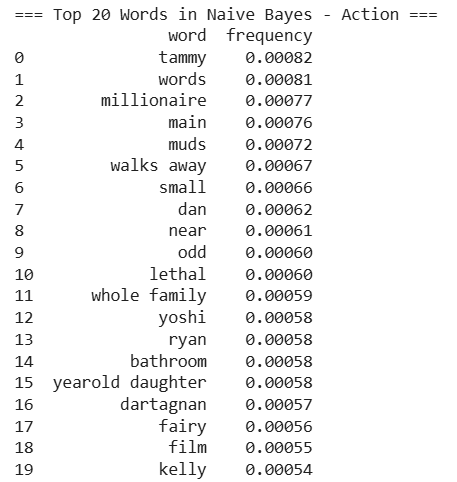 === Top 20 Words in Naive Bayes - Action ===
word frequency
0 tammy 0.00082
1 words 0.00081
2 millionaire 0.00077
3 main 0.00076
4 muds 0.00072
5 walks away 0.00067
6 small 0.00066
7 dan 0.00062
8 near 0.00061
9 odd 0.00060
10 lethal 0.00060
11 whole family 0.00059
12 yoshi 0.00058
13 ryan 0.00058
14 bathroom 0.00058
15 yearold daughter 0.00058
16 dartagnan 0.00057
17 fairy 0.00056
18 film 0.00055
19 kelly 0.00054